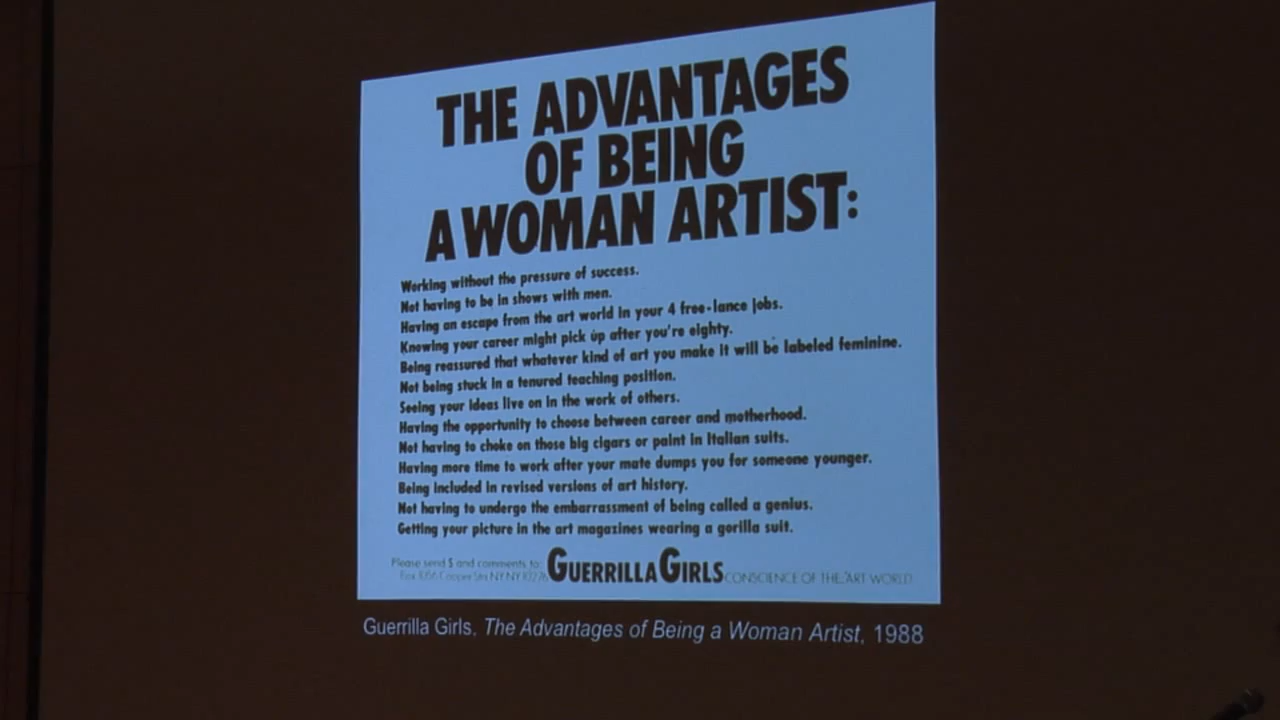 THE ADVANTAGES
OF BEING
A WOMAN ARTIST:
Working without the pressure of success.
Not having to be in shows with men.
Having an escape from the art world in your 4 free-lance jobs.
Knowing your career might pick up after you're eighty.
Being reassured that whatever kind of art you make it will be labeled feminine.
Not being stuck in a tenured teaching position.
Seeing your ideas live on in the work of others.
Having the opportunity to choose between career and motherhood.
Not having to choke on those big cigars or paint in Italian suits.
Having more time to work after your mate dumps you for someone younger.
Being included in revised versions of art history.
Not having to undergo the embarrassment of being called a genius.
Getting your picture in the art magazines wearing a gorilla suit.
Please send $ and comments to: GUERRILLA GIRLS CONSCIENCE OF THE ART WORLD
Box 1056 Cooper Sta NY NY 10276
Guerrilla Girls, The Advantages of Being a Woman Artist, 1988